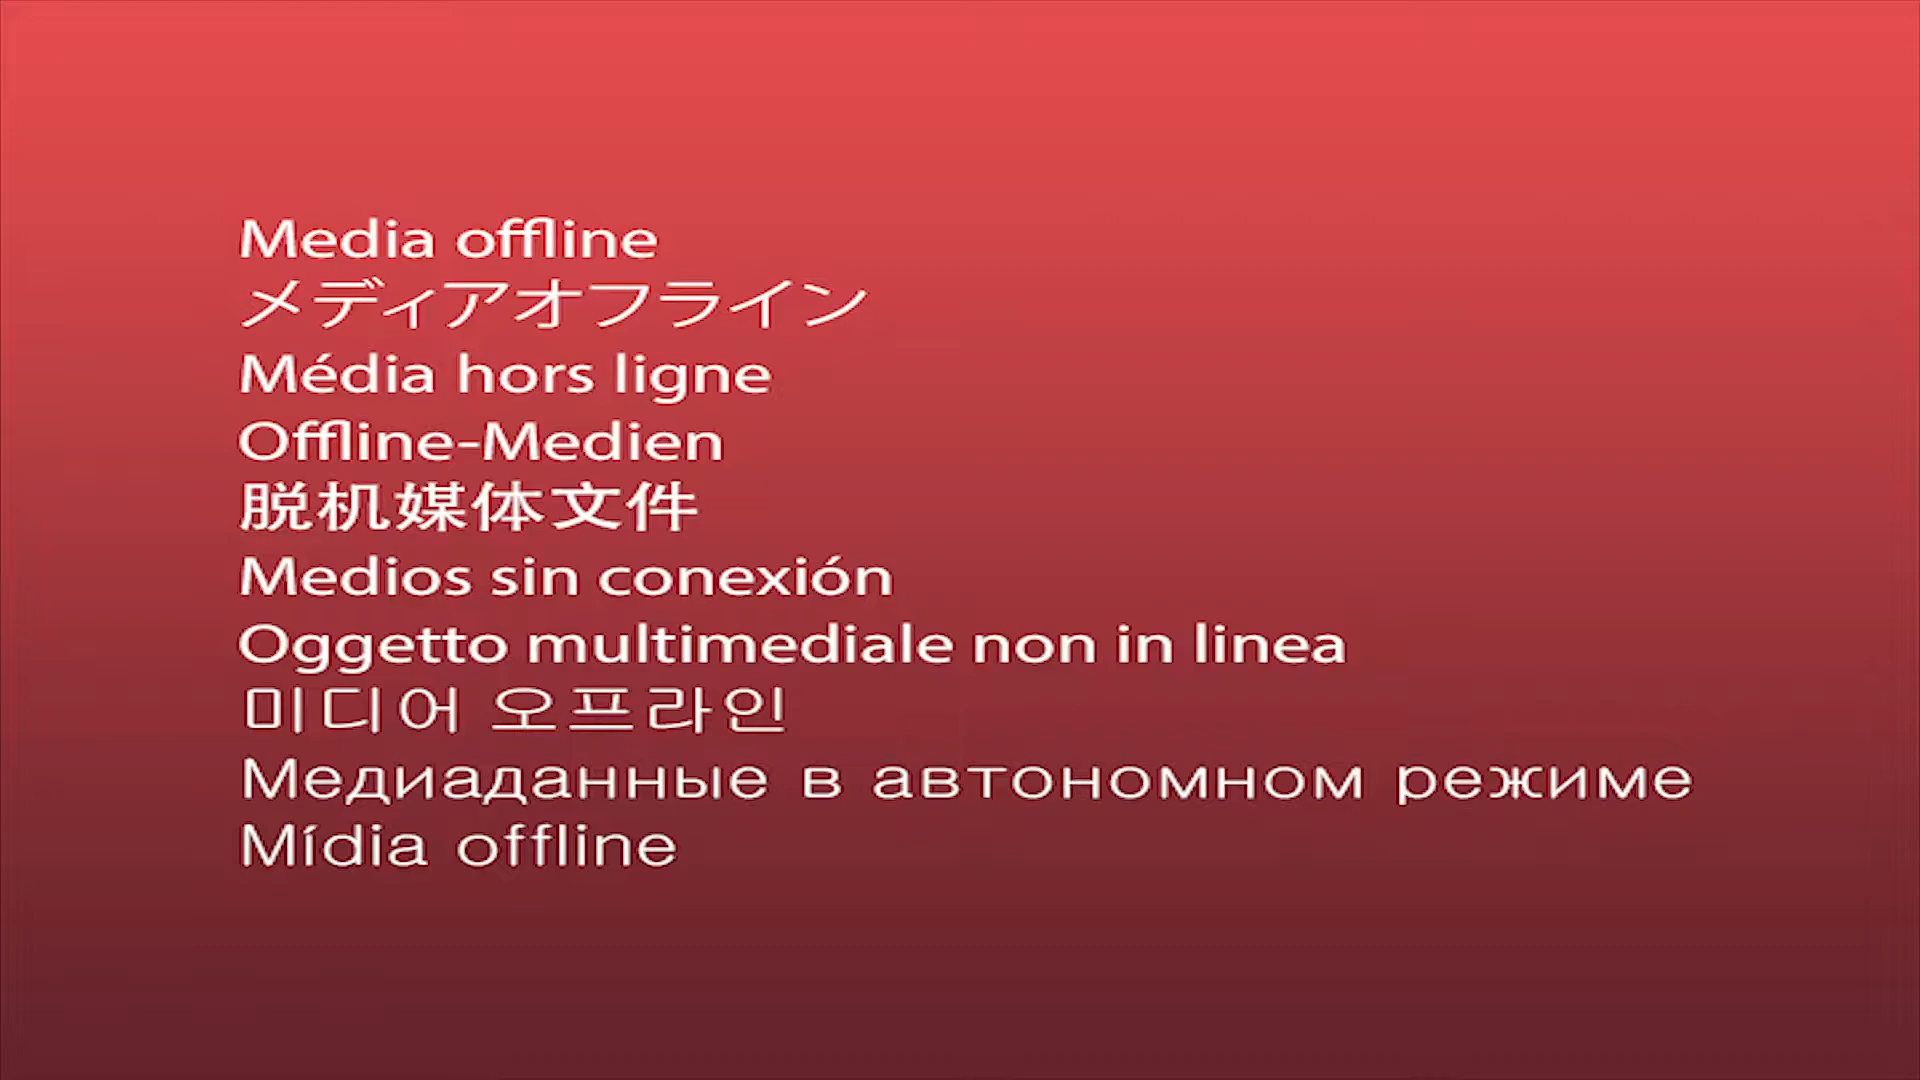 Media offline
メディアオフライン
Média hors ligne
Offline-Medien
脱机媒体文件
Medios sin conexión
Oggetto multimediale non in linea
미디어 오프라인
Медиаданные в автономном режиме
Mídia offline